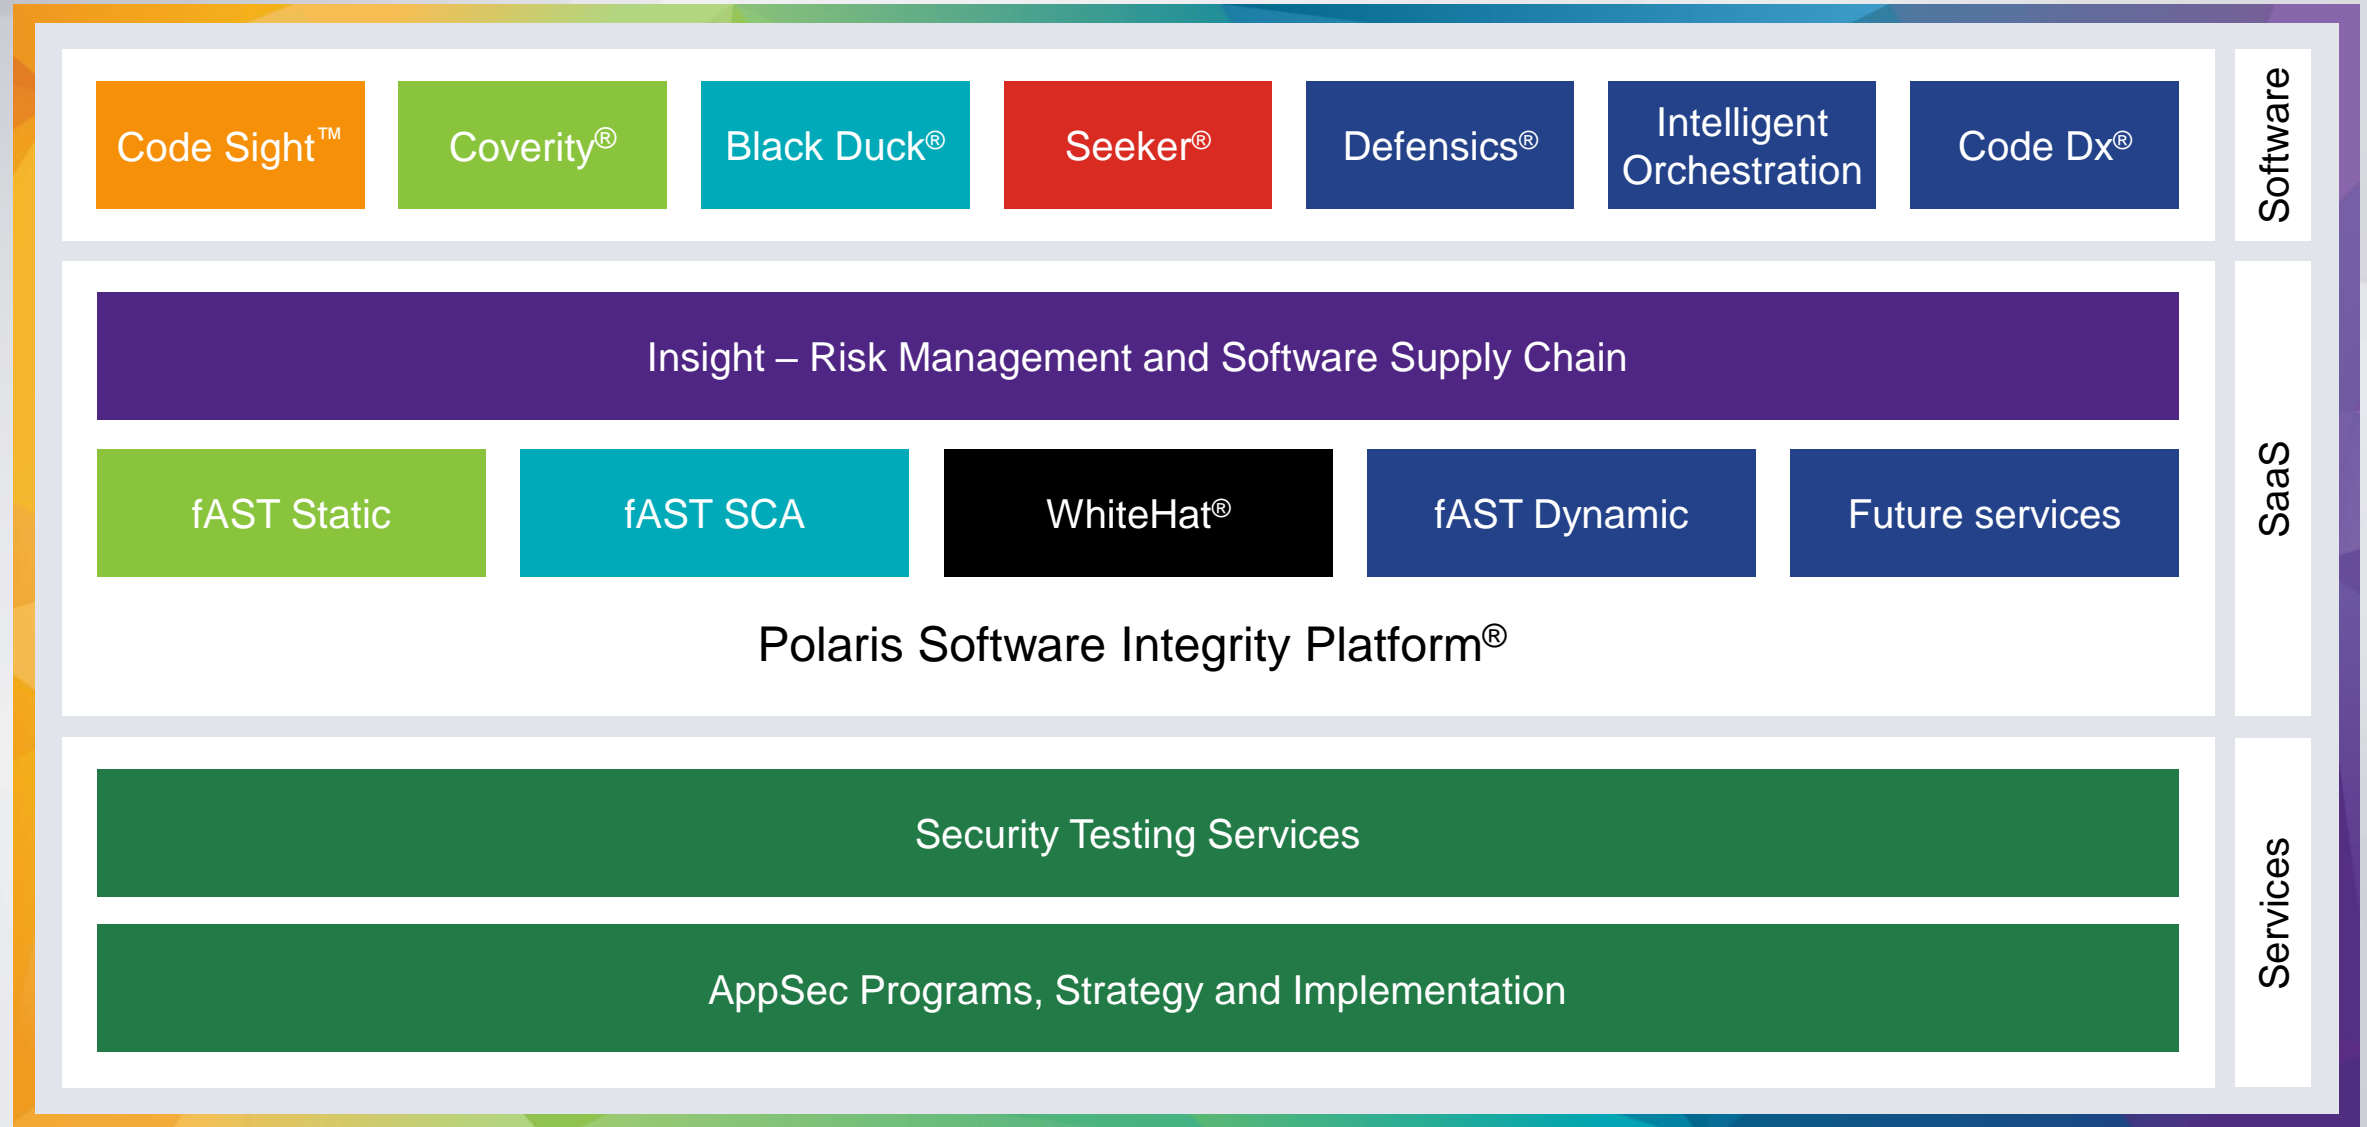 Code Sight™
Coverity®
Black Duck®
Seeker®
Defensics®
Intelligent
Orchestration
Code Dx®
Software
Insight – Risk Management and Software Supply Chain
fAST Static
fAST SCA
WhiteHat®
fAST Dynamic
Future services
Polaris Software Integrity Platform®
SaaS
Security Testing Services
AppSec Programs, Strategy and Implementation
Services